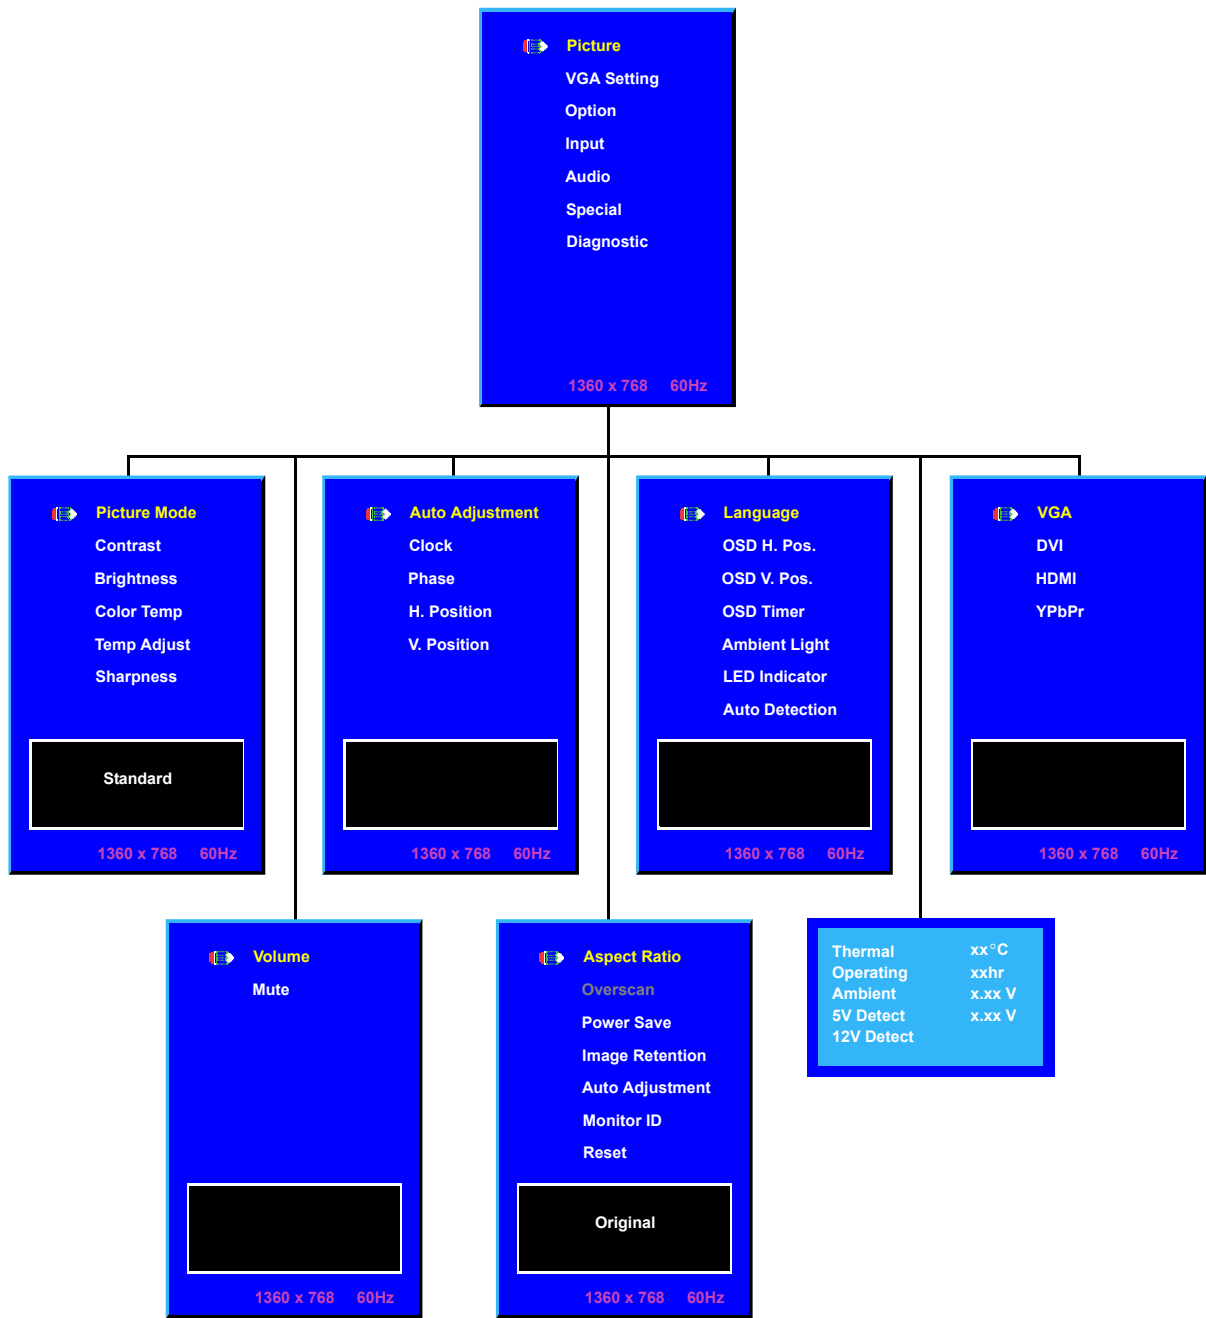 Picture
VGA Setting
Option
Input
Audio
Special
Diagnostic
1360 x 768 60Hz
Picture Mode
Contrast
Brightness
Color Temp
Temp Adjust
Sharpness
Standard
1360 x 768 60Hz
Auto Adjustment
Clock
Phase
H. Position
V. Position
1360 x 768 60Hz
Language
OSD H. Pos.
OSD V. Pos.
OSD Timer
Ambient Light
LED Indicator
Auto Detection
1360 x 768 60Hz
VGA
DVI
HDMI
YPbPr
1360 x 768 60Hz
Volume
Mute
1360 x 768 60Hz
Aspect Ratio
Overscan
Power Save
Image Retention
Auto Adjustment
Monitor ID
Reset
Original
1360 x 768 60Hz
Thermal xx°C
Operating xxhr
Ambient x.xx V
5V Detect x.xx V
12V Detect